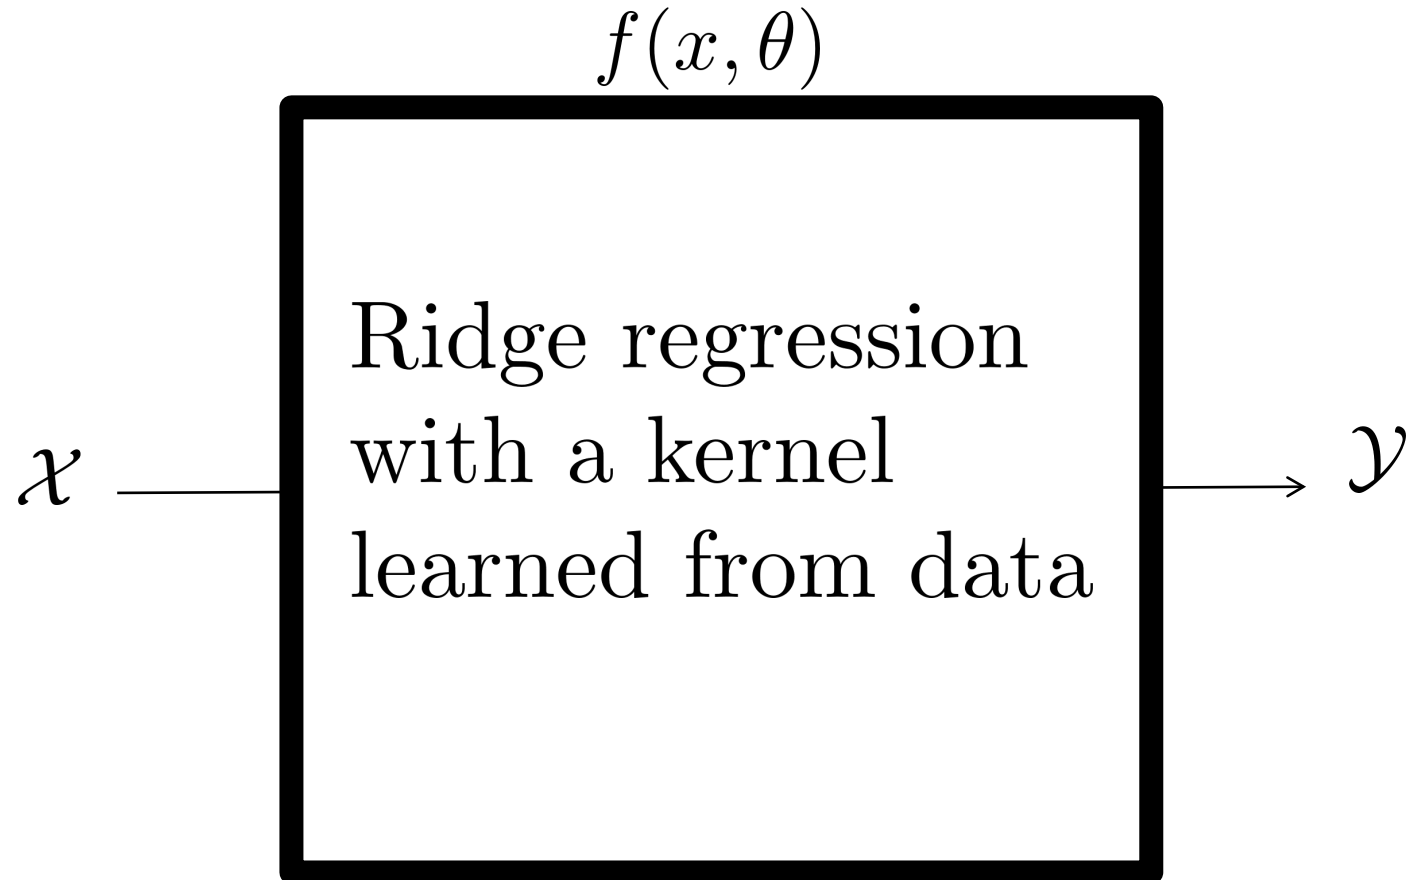 f(x, θ)
Ridge regression
with a kernel
learned from data
𝒳
𝒴